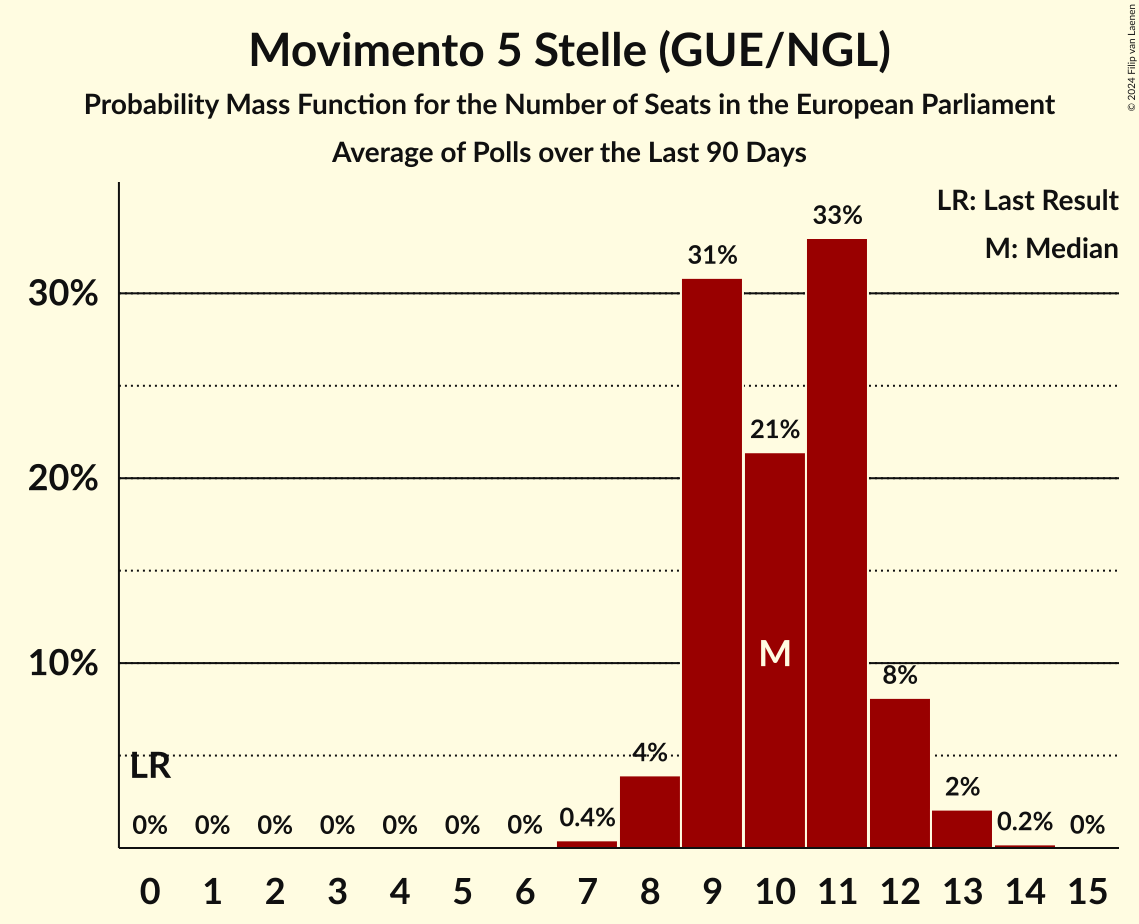 Movimento 5 Stelle (GUE/NGL)
Probability Mass Function for the Number of Seats in the European Parliament
Average of Polls over the Last 90 Days
© 2024 Filip van Laenen
LR: Last Result
M: Median
33%
31%
30%
21%
20%
M
10%
8%
LR
4%
2%
0% 0% 0% 0% 0% 0% 0% 0.4% 0.2% 0%
0 1 2 3 4 5 6 7 8 9 10 11 12 13 14 15